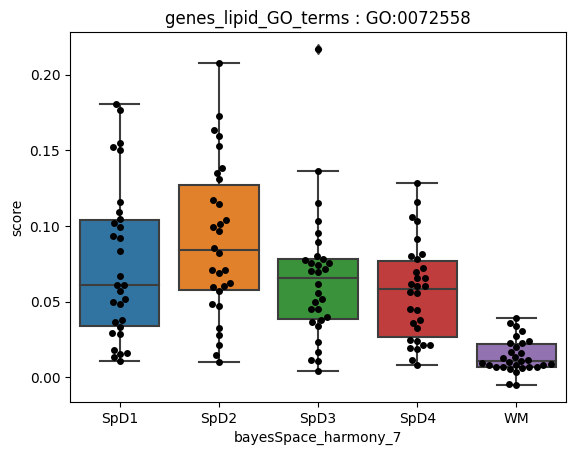 genes_lipid_GO_terms : GO:0072558
score
0.20
0.15
0.10
0.05
0.00
SpD1 SpD2 SpD3 SpD4 WM
bayesSpace_harmony_7